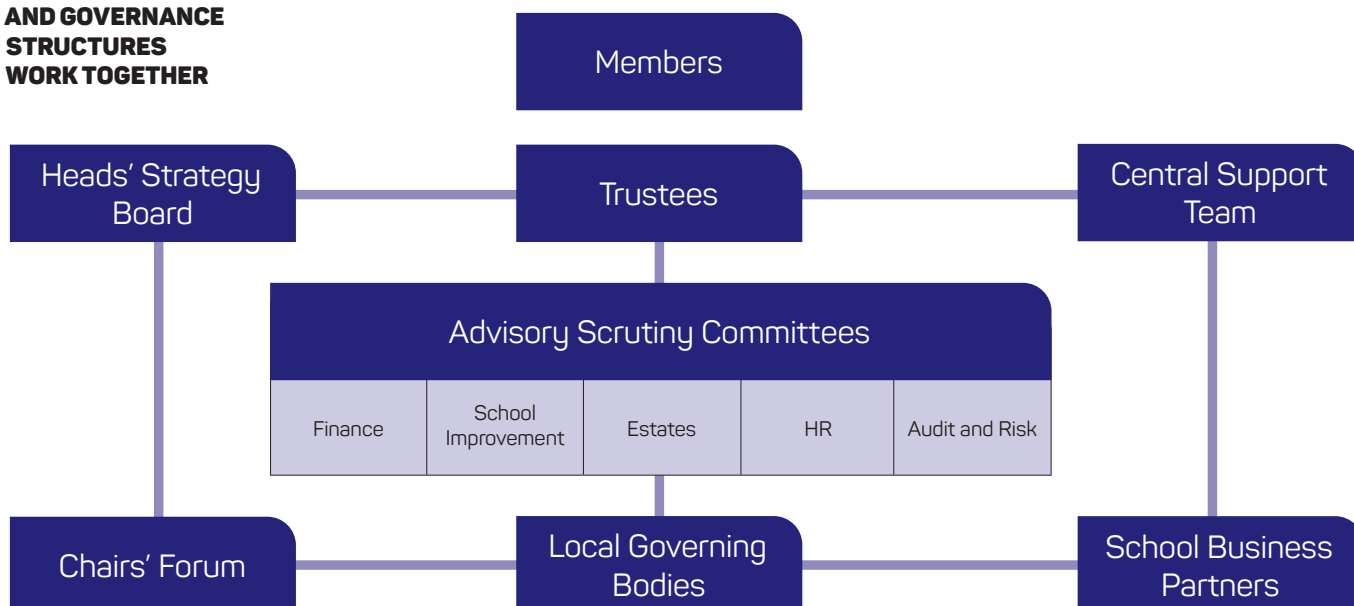 AND GOVERNANCE
STRUCTURES
WORK TOGETHER
Members
Heads’ Strategy
Board
Trustees
Central Support
Team
Advisory Scrutiny Committees
Finance
School
Improvement
Estates
HR
Audit and Risk
Chairs’ Forum
Local Governing
Bodies
School Business
Partners